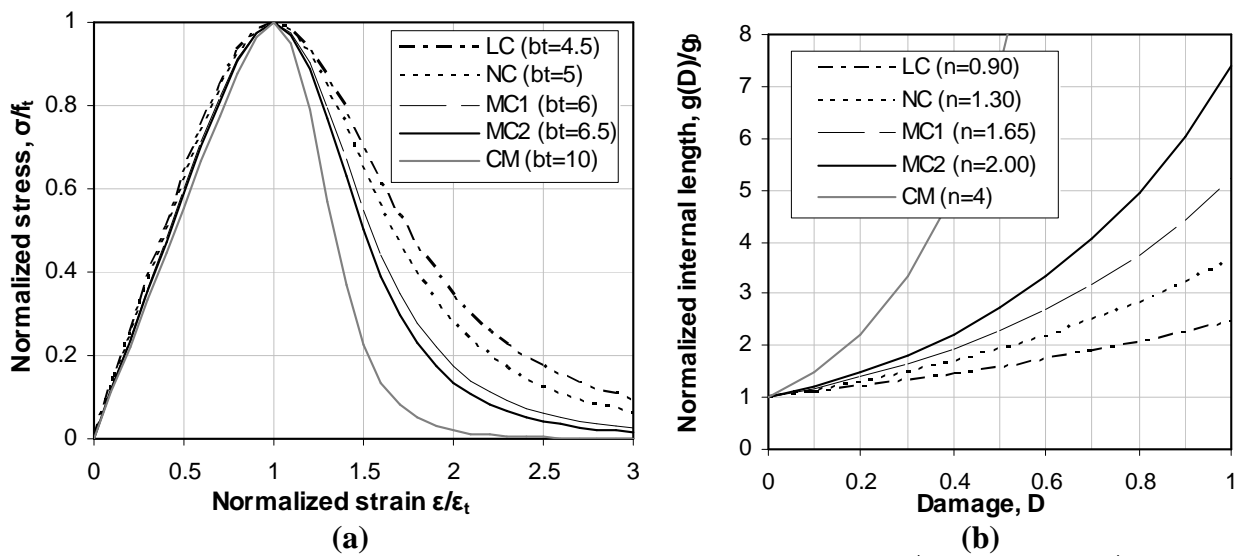 Normalized stress, σ/fₜ
1
0.8
0.6
0.4
0.2
0
0
0.5
1
1.5
2
2.5
3
Normalized strain ε/εₜ
LC (bt=4.5)
NC (bt=5)
MC1 (bt=6)
MC2 (bt=6.5)
CM (bt=10)
(a)
Normalized internal length, g(D)/g₀
8
7
6
5
4
3
2
1
0
0
0.2
0.4
0.6
0.8
1
Damage, D
LC (n=0.90)
NC (n=1.30)
MC1 (n=1.65)
MC2 (n=2.00)
CM (n=4)
(b)